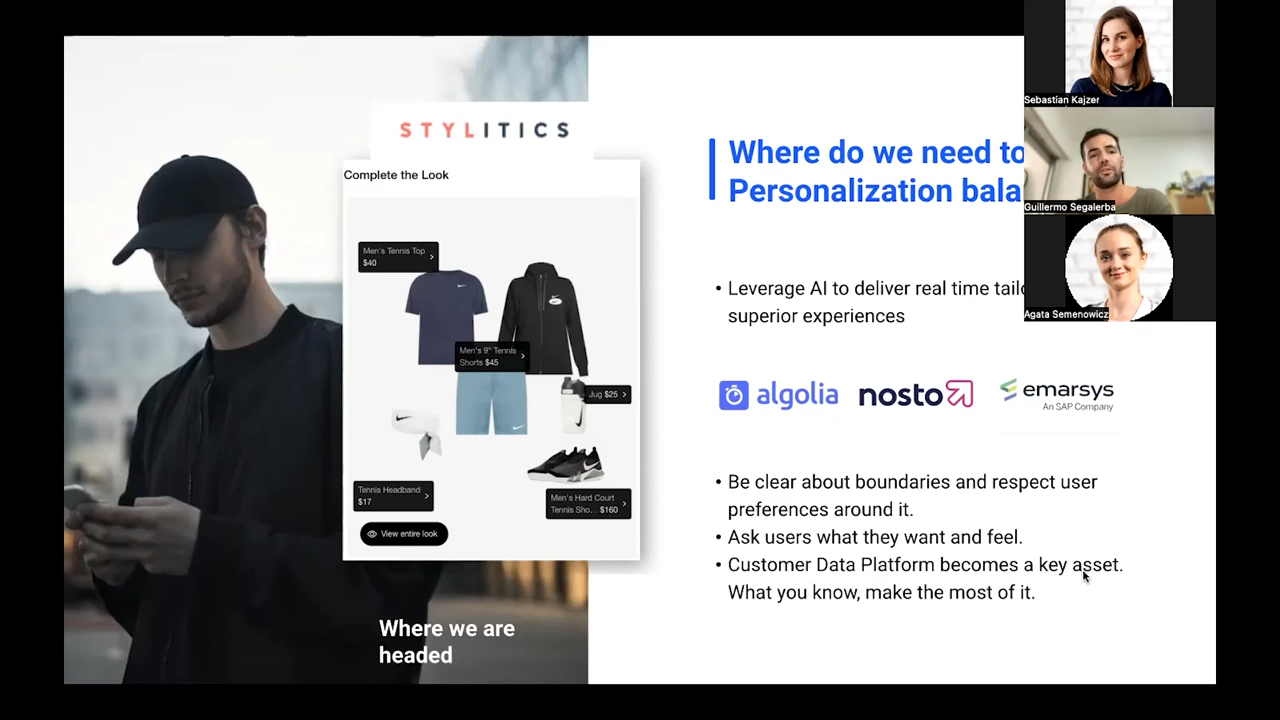 STYLITICS
Complete the Look
Men's Tennis Top
$40
Men's 9" Tennis
Shorts $45
Jug $25
Tennis Headband
$17
Men's Hard Court
Tennis Sho... $160
View entire look
Where we are
headed
Where do we need to
Personalization bala
• Leverage AI to deliver real time tailo
superior experiences
algolia
nosto
emarsys
An SAP Company
• Be clear about boundaries and respect user
preferences around it.
• Ask users what they want and feel.
• Customer Data Platform becomes a key asset.
What you know, make the most of it.
Sebastian Kajzer
Guillermo Segalerba
Agata Semenowicz